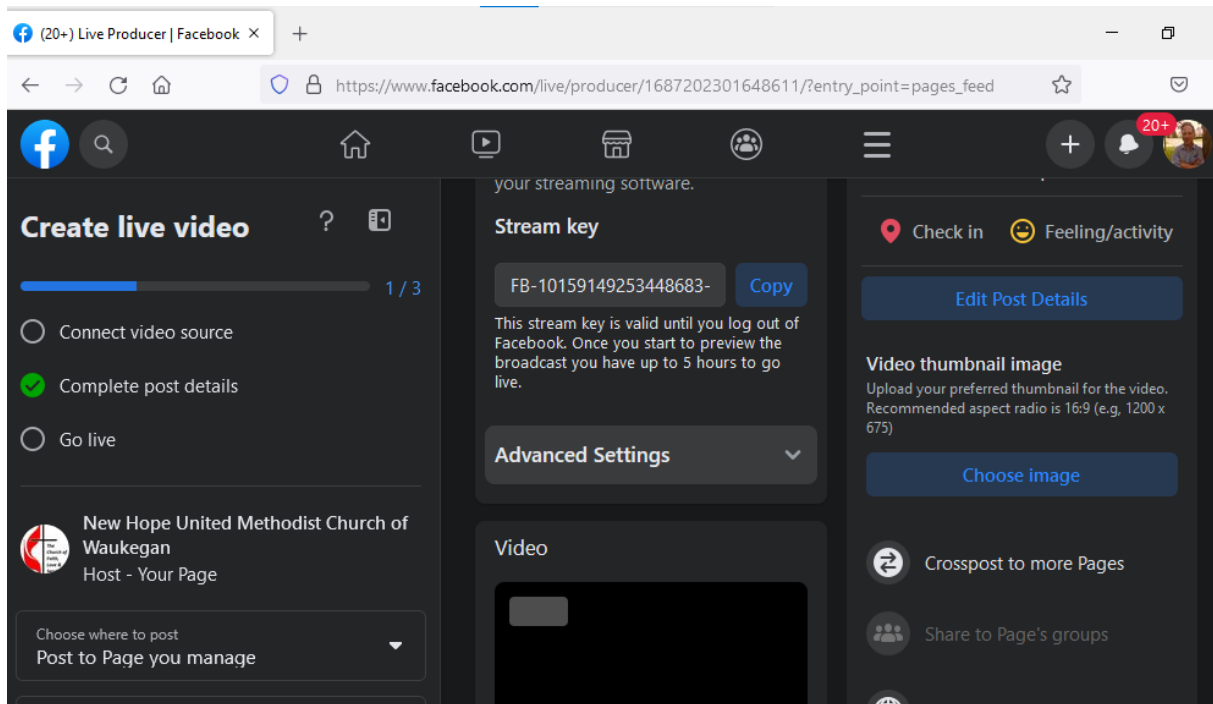 (20+) Live Producer | Facebook
https://www.facebook.com/live/producer/1687202301648611/?entry_point=pages_feed
20+
Create live video
1 / 3
Connect video source
Complete post details
Go live
New Hope United Methodist Church of
Waukegan
Host - Your Page
Choose where to post
Post to Page you manage
your streaming software.
Stream key
FB-10159149253448683-
Copy
This stream key is valid until you log out of
Facebook. Once you start to preview the
broadcast you have up to 5 hours to go
live.
Advanced Settings
Video
Check in
Feeling/activity
Edit Post Details
Video thumbnail image
Upload your preferred thumbnail for the video.
Recommended aspect radio is 16:9 (e.g, 1200 x
675)
Choose image
Crosspost to more Pages
Share to Page's groups